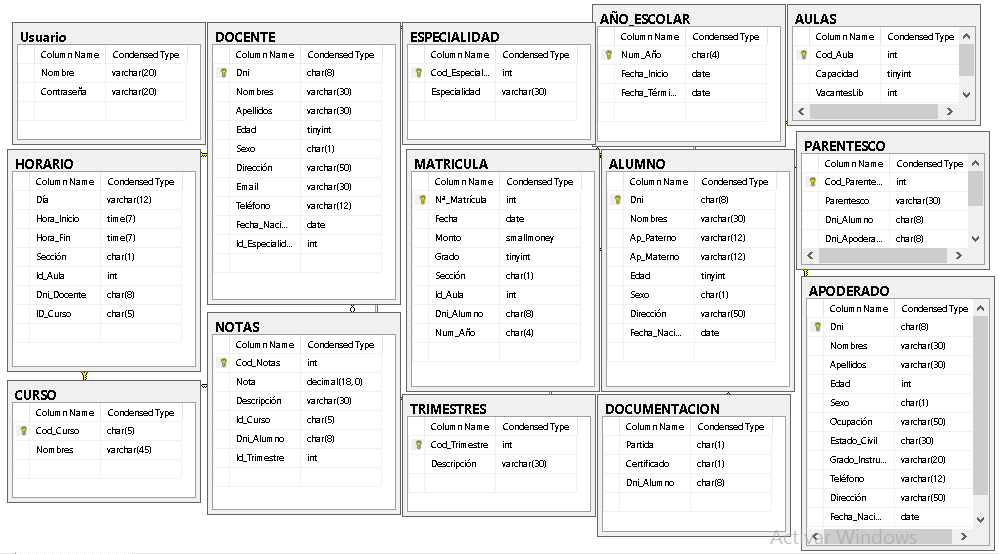 Usuario
Column Name Condensed Type
Nombre varchar(20)
Contraseña varchar(20)
DOCENTE
Column Name Condensed Type
Dni char(8)
Nombres varchar(30)
Apellidos varchar(30)
Edad tinyint
Sexo char(1)
Dirección varchar(50)
Email varchar(30)
Teléfono varchar(12)
Fecha_Naci... date
Id_Especialid... int
ESPECIALIDAD
Column Name Condensed Type
Cod_Especial... int
Especialidad varchar(30)
AÑO_ESCOLAR
Column Name Condensed Type
Num_Año char(4)
Fecha_Inicio date
Fecha_Térmi... date
AULAS
Column Name Condensed Type
Cod_Aula int
Capacidad tinyint
VacantesLib int
HORARIO
Column Name Condensed Type
Día varchar(12)
Hora_Inicio time(7)
Hora_Fin time(7)
Sección char(1)
Id_Aula int
Dni_Docente char(8)
ID_Curso char(5)
MATRICULA
Column Name Condensed Type
Nª_Matrícula int
Fecha date
Monto smallmoney
Grado tinyint
Sección char(1)
Id_Aula int
Dni_Alumno char(8)
Num_Año char(4)
ALUMNO
Column Name Condensed Type
Dni char(8)
Nombres varchar(30)
Ap_Paterno varchar(12)
Ap_Materno varchar(12)
Edad tinyint
Sexo char(1)
Dirección varchar(50)
Fecha_Naci... date
PARENTESCO
Column Name Condensed Type
Cod_Parente... int
Parentesco varchar(30)
Dni_Alumno char(8)
Dni_Apodera... char(8)
APODERADO
Column Name Condensed Type
Dni char(8)
Nombres varchar(30)
Apellidos varchar(30)
Edad int
Sexo char(1)
Ocupación varchar(50)
Estado_Civil char(30)
Grado_Instru... varchar(20)
Teléfono varchar(12)
Dirección varchar(50)
Fecha_Naci... date
NOTAS
Column Name Condensed Type
Cod_Notas int
Nota decimal(18, 0)
Descripción varchar(30)
Id_Curso char(5)
Dni_Alumno char(8)
Id_Trimestre int
CURSO
Column Name Condensed Type
Cod_Curso char(5)
Nombres varchar(45)
TRIMESTRES
Column Name Condensed Type
Cod_Trimestre int
Descripción varchar(30)
DOCUMENTACION
Column Name Condensed Type
Partida char(1)
Certificado char(1)
Dni_Alumno char(8)
Activar Windows